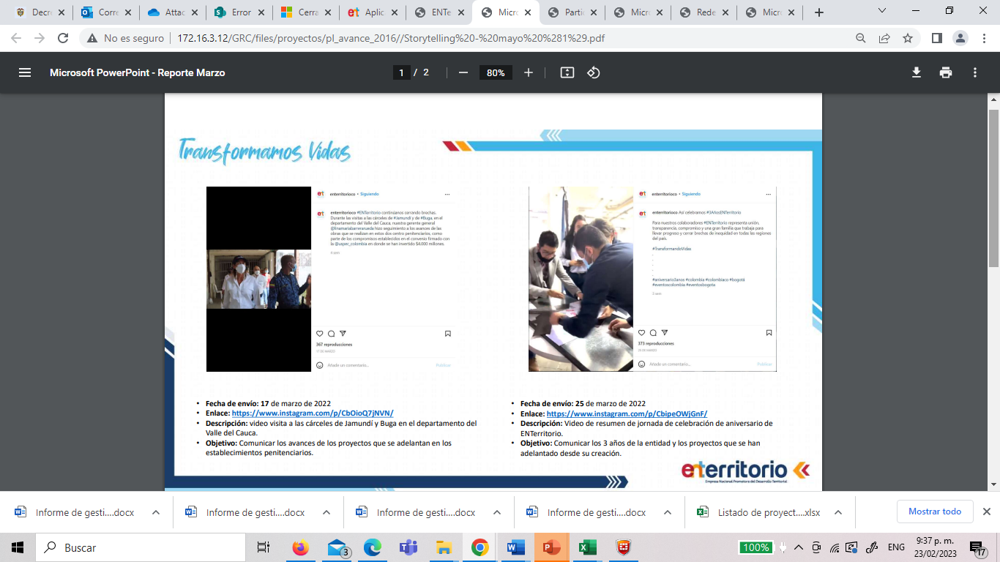 Decr
Corre
Attac
Error
Cerra
Aplic
ENTe
Micro
Parti
Micro
Rede
Micro
No es seguro
172.16.3.12/GRC/files/proyectos/pl_avance_2016//Storytelling%20-%20mayo%20%281%29.pdf
Microsoft PowerPoint - Reporte Marzo
1 / 2
80%
Transformamos Vidas
enterritorioco • Siguiendo
enterritorioco #ENTerritorio continúanos cerrando brechas.
Durante las visitas a las cárceles de #Jamundí y de #Buga, en el
departamento del Valle del Cauca, nuestra gerente general
@linamariabarrerarueda hizo seguimiento a los avances de las
obras que se realizan en estos dos centro penitenciarios, como
parte de los compromisos establecidos en el convenio firmado con
la @uspec_colombia en donde se han invertido $4.000 millones.
4 sem
367 reproducciones
17 DE MARZO
Añade un comentario...
Publicar
enterritorioco • Siguiendo
enterritorioco Así celebramos #3AñosENTerritorio
Para nuestros colaboradores #ENTerritorio representa unión,
transparencia, compromiso y una gran familia que trabaja para
llevar progreso y cerrar brechas de inequidad en todas las regiones
del país.
#TransformandoVidas
.
.
.
.
.
#aniversario3anos #colombia #colombiaco #bogotá
#eventoscolombia #eventosbogota
3 sem
373 reproducciones
Añade un comentario...
Publicar
• Fecha de envío: 17 de marzo de 2022
• Enlace: https://www.instagram.com/p/CbOioQ7jNVN/
• Descripción: video visita a las cárceles de Jamundí y Buga en el departamento del
Valle del Cauca.
• Objetivo: Comunicar los avances de los proyectos que se adelantan en los
establecimientos penitenciarios.
• Fecha de envío: 25 de marzo de 2022
• Enlace: https://www.instagram.com/p/CbipeOWjGnF/
• Descripción: Video de resumen de jornada de celebración de aniversario de
ENTerritorio.
• Objetivo: Comunicar los 3 años de la entidad y los proyectos que se han
adelantado desde su creación.
enterritorio
Empresa Nacional Promotora del Desarrollo Territorial
Informe de gesti....docx
Informe de gesti....docx
Informe de gesti....docx
Informe de gesti....docx
Listado de proyect....xlsx
Mostrar todo
Buscar
3
100%
ENG
9:37 p. m.
23/02/2023
17